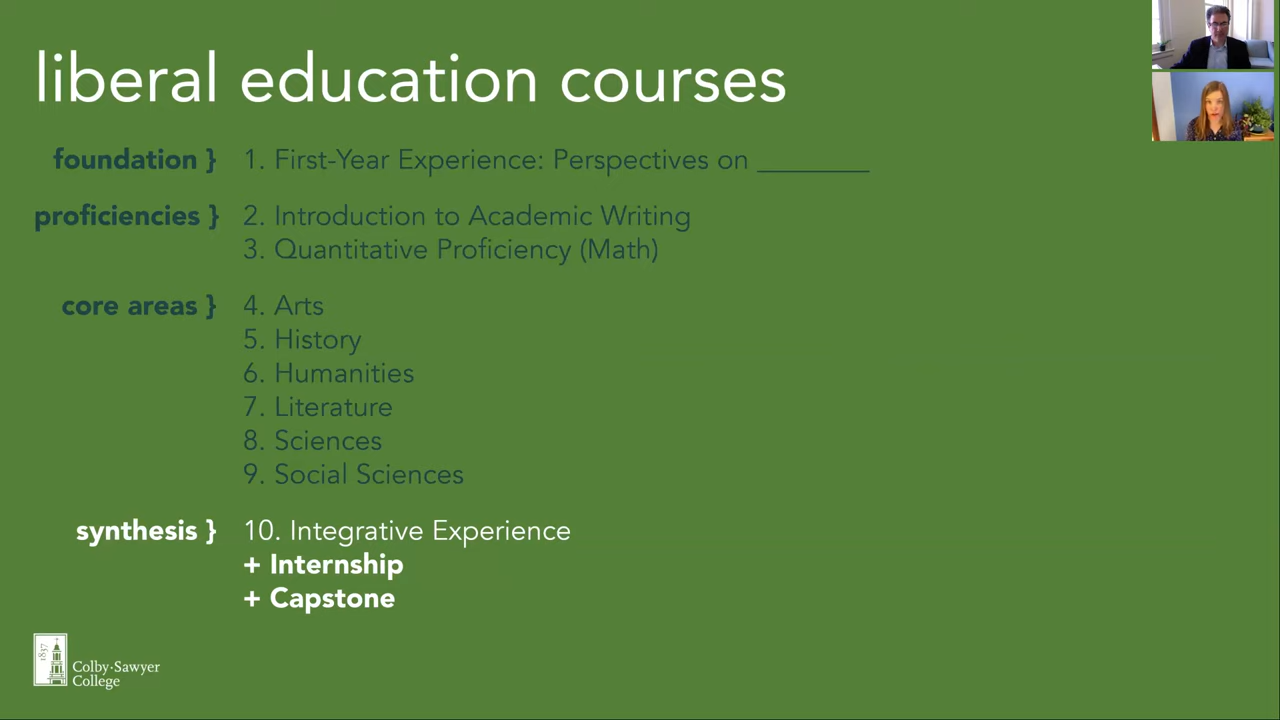 liberal education courses
foundation } 1. First-Year Experience: Perspectives on ________
proficiencies } 2. Introduction to Academic Writing
3. Quantitative Proficiency (Math)
core areas } 4. Arts
5. History
6. Humanities
7. Literature
8. Sciences
9. Social Sciences
synthesis } 10. Integrative Experience
+ Internship
+ Capstone
1837
Colby·Sawyer
College